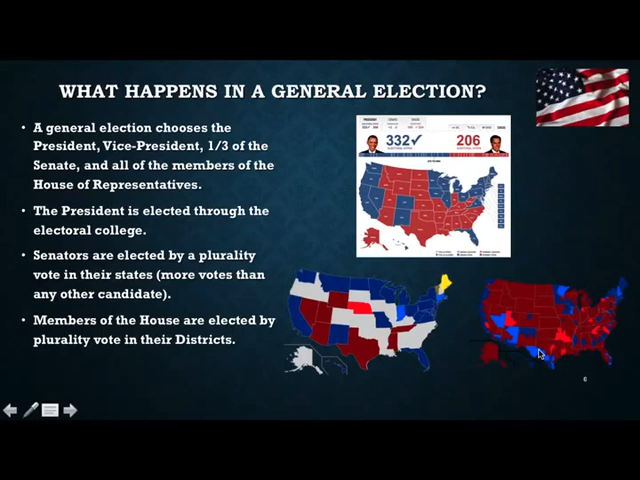 WHAT HAPPENS IN A GENERAL ELECTION?
• A general election chooses the
President, Vice-President, 1/3 of the
Senate, and all of the members of the
House of Representatives.
• The President is elected through the
electoral college.
• Senators are elected by a plurality
vote in their states (more votes than
any other candidate).
• Members of the House are elected by
plurality vote in their Districts.
332✓
206
6